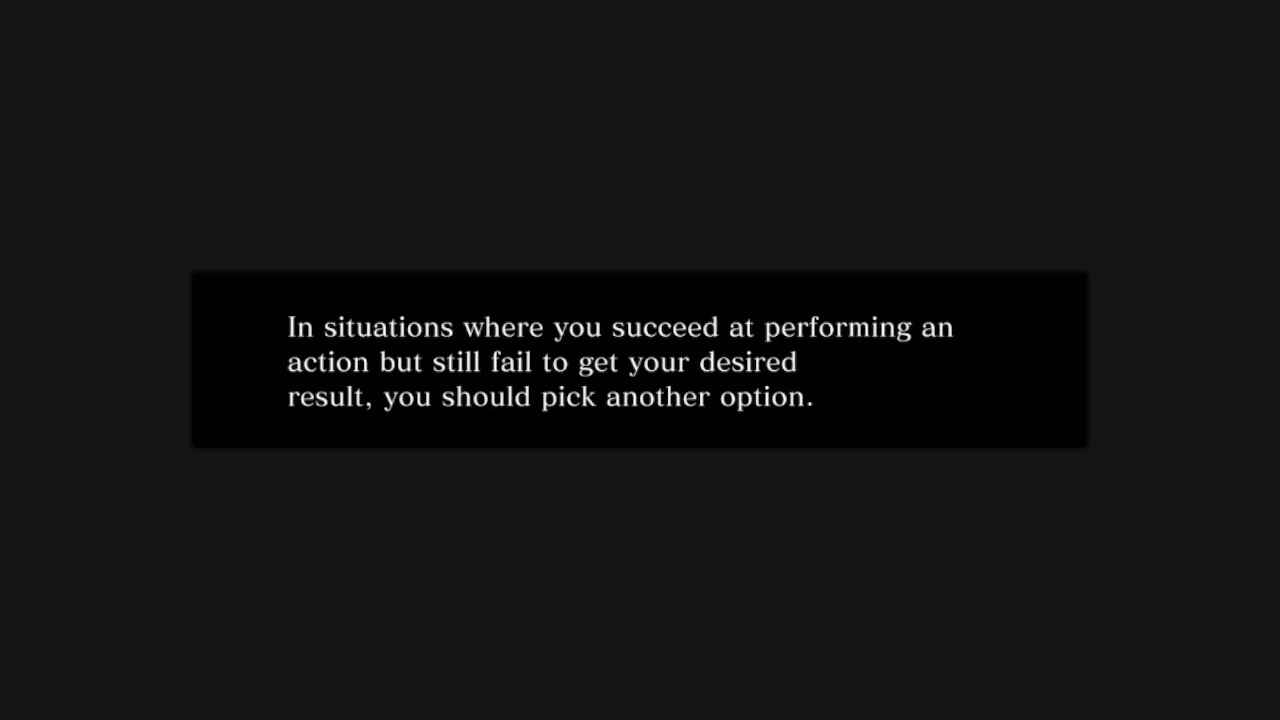 In situations where you succeed at performing an
action but still fail to get your desired
result, you should pick another option.